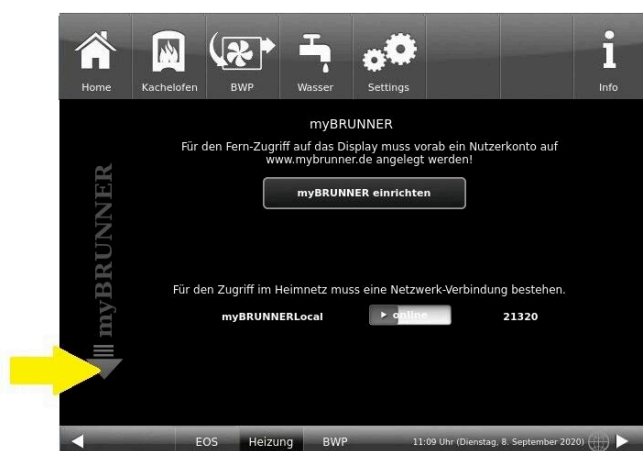 Home Kachelofen BWP Wasser Settings Info
myBRUNNER
Für den Fern-Zugriff auf das Display muss vorab ein Nutzerkonto auf
www.mybrunner.de angelegt werden!
myBRUNNER einrichten
myBRUNNER
Für den Zugriff im Heimnetz muss eine Netzwerk-Verbindung bestehen.
myBRUNNERLocal online 21320
EOS Heizung BWP 11:09 Uhr (Dienstag, 8. September 2020)